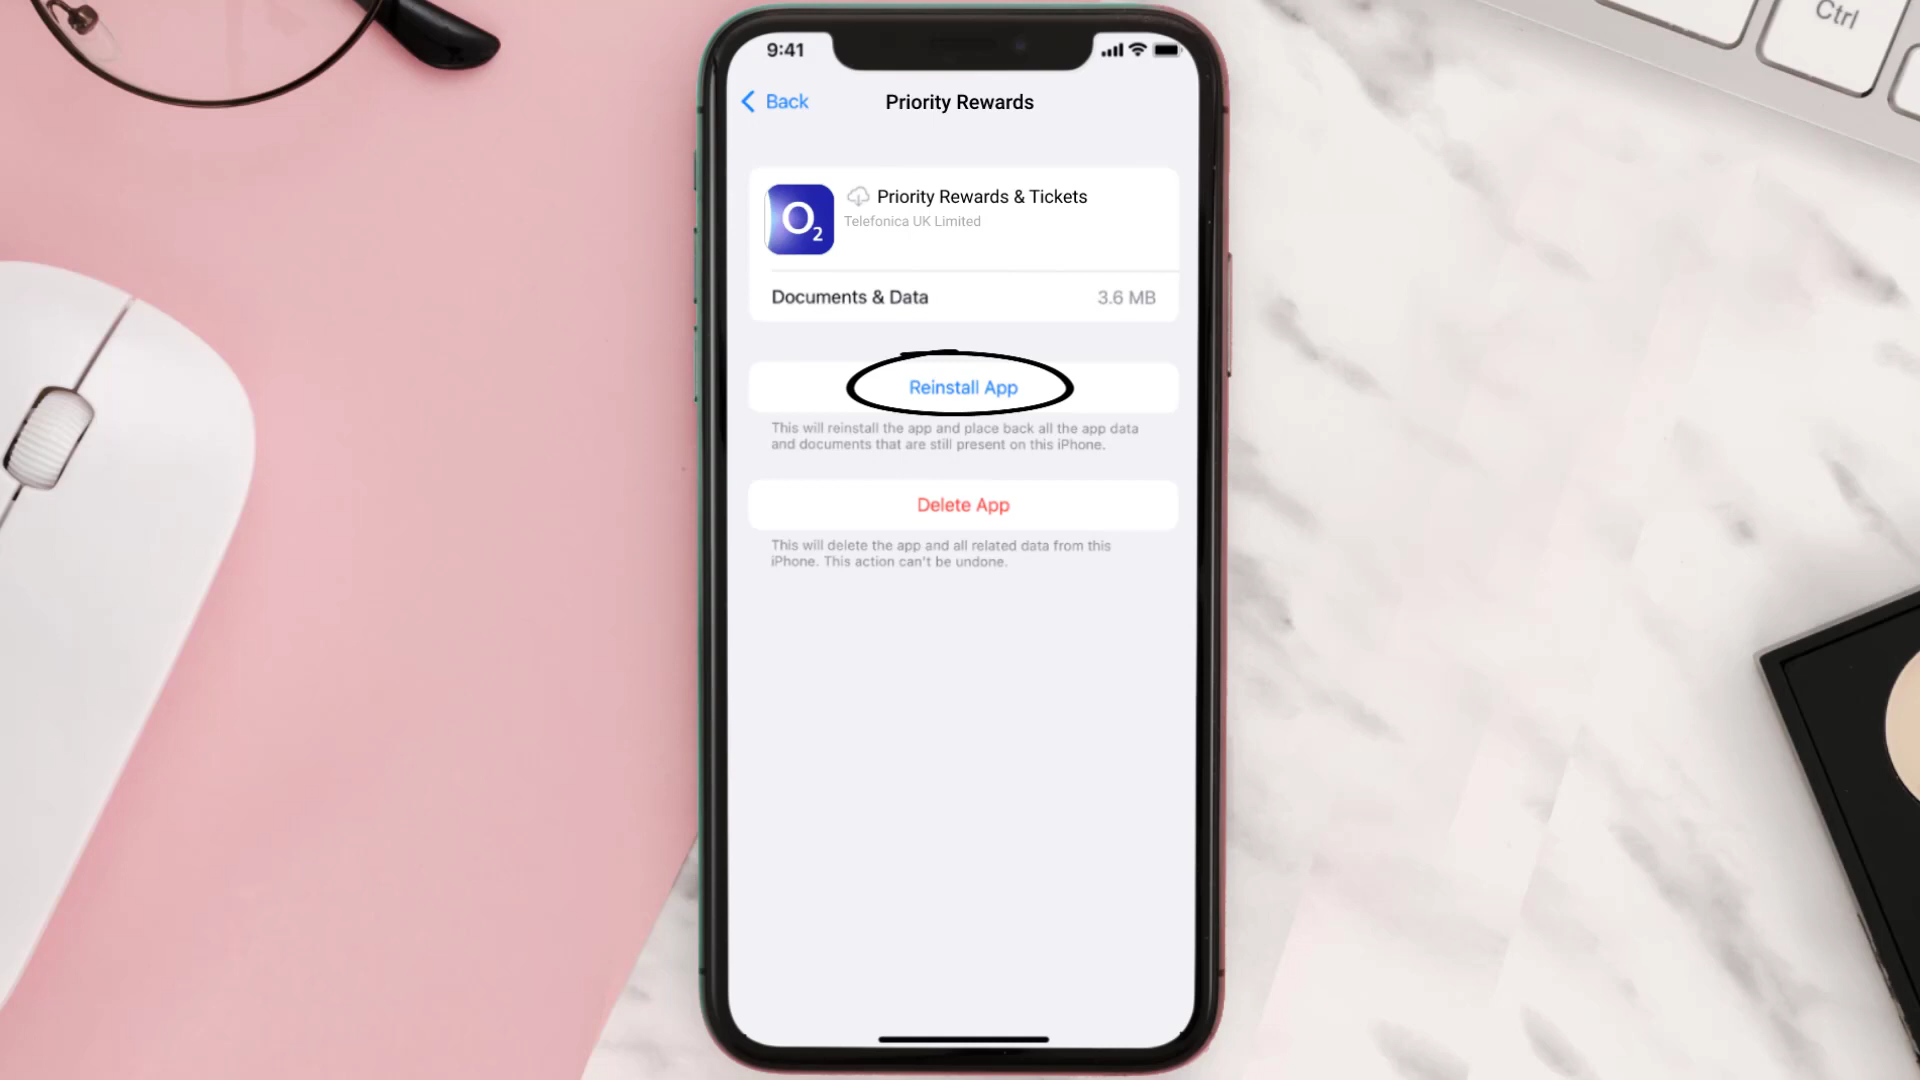 Ctrl
9:41
Back
Priority Rewards
O2
Priority Rewards & Tickets
Telefonica UK Limited
Documents & Data
3.6 MB
Reinstall App
This will reinstall the app and place back all the app data
and documents that are still present on this iPhone.
Delete App
This will delete the app and all related data from this
iPhone. This action can't be undone.